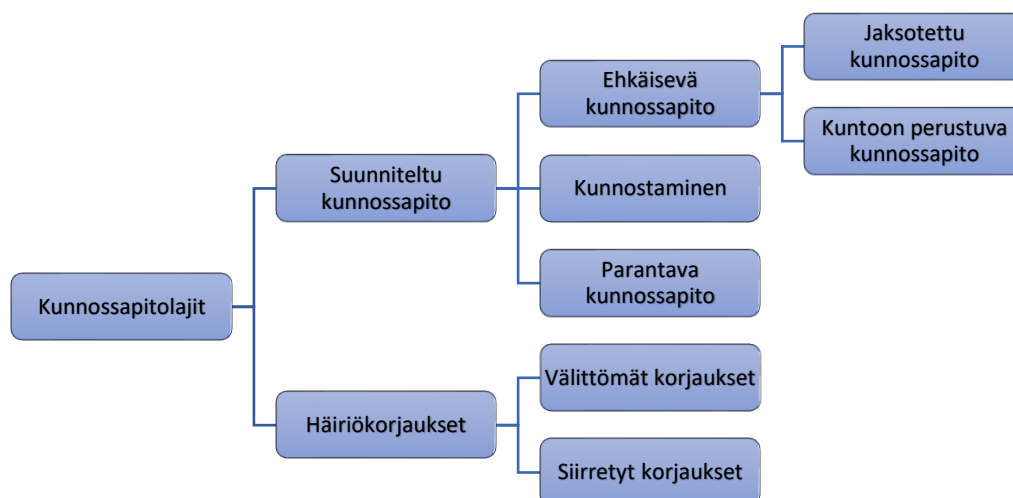 Kunnossapitolajit
Suunniteltu
kunnossapito
Ehkäisevä
kunnossapito
Jaksotettu
kunnossapito
Kuntoon perustuva
kunnossapito
Kunnostaminen
Parantava
kunnossapito
Häiriökorjaukset
Välittömät korjaukset
Siirretyt korjaukset